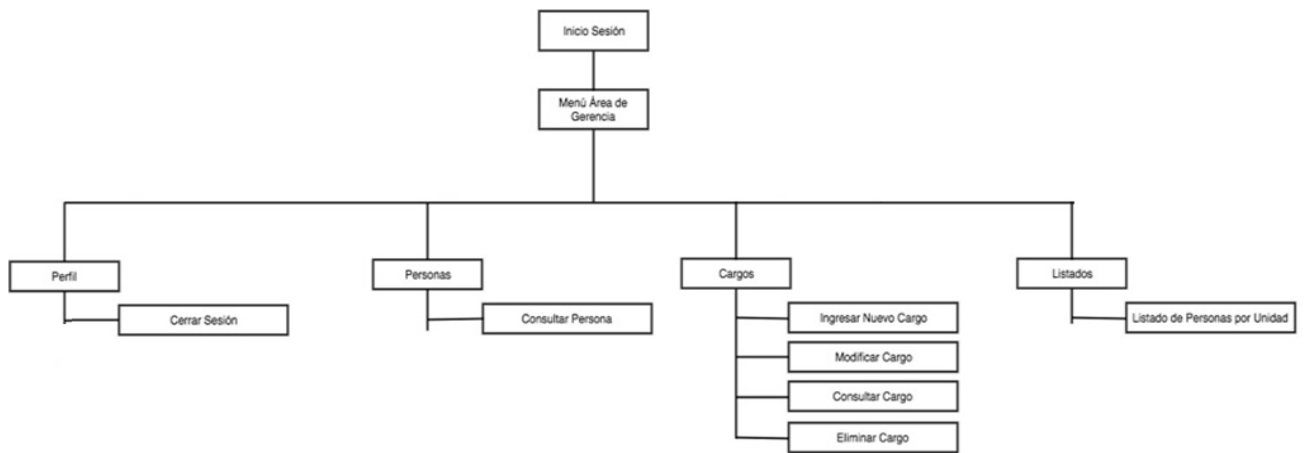 Inicio Sesión
Menú Área de
Gerencia
Perfil
Personas
Cargos
Listados
Cerrar Sesión
Consultar Persona
Ingresar Nuevo Cargo
Listado de Personas por Unidad
Modificar Cargo
Consultar Cargo
Eliminar Cargo